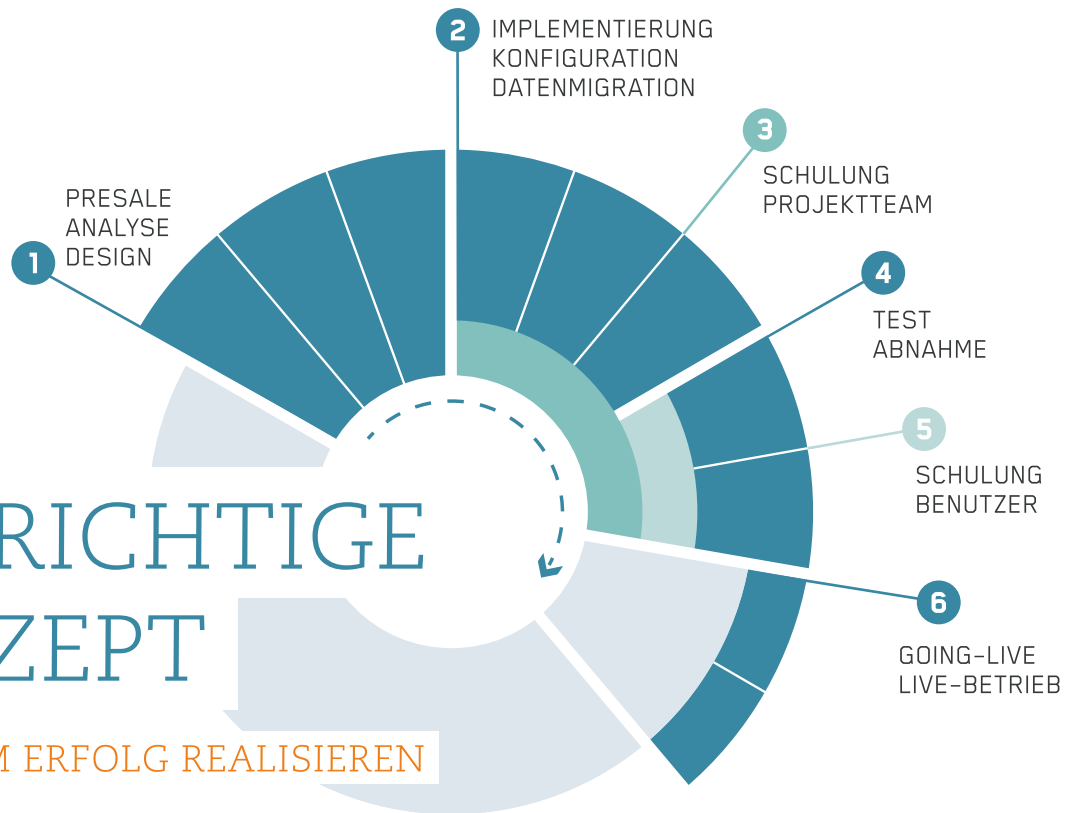 1
PRESALE
ANALYSE
DESIGN
2
IMPLEMENTIERUNG
KONFIGURATION
DATENMIGRATION
3
SCHULUNG
PROJEKTTEAM
4
TEST
ABNAHME
5
SCHULUNG
BENUTZER
6
GOING-LIVE
LIVE-BETRIEB
RICHTIGE
ZEPT
M ERFOLG REALISIEREN